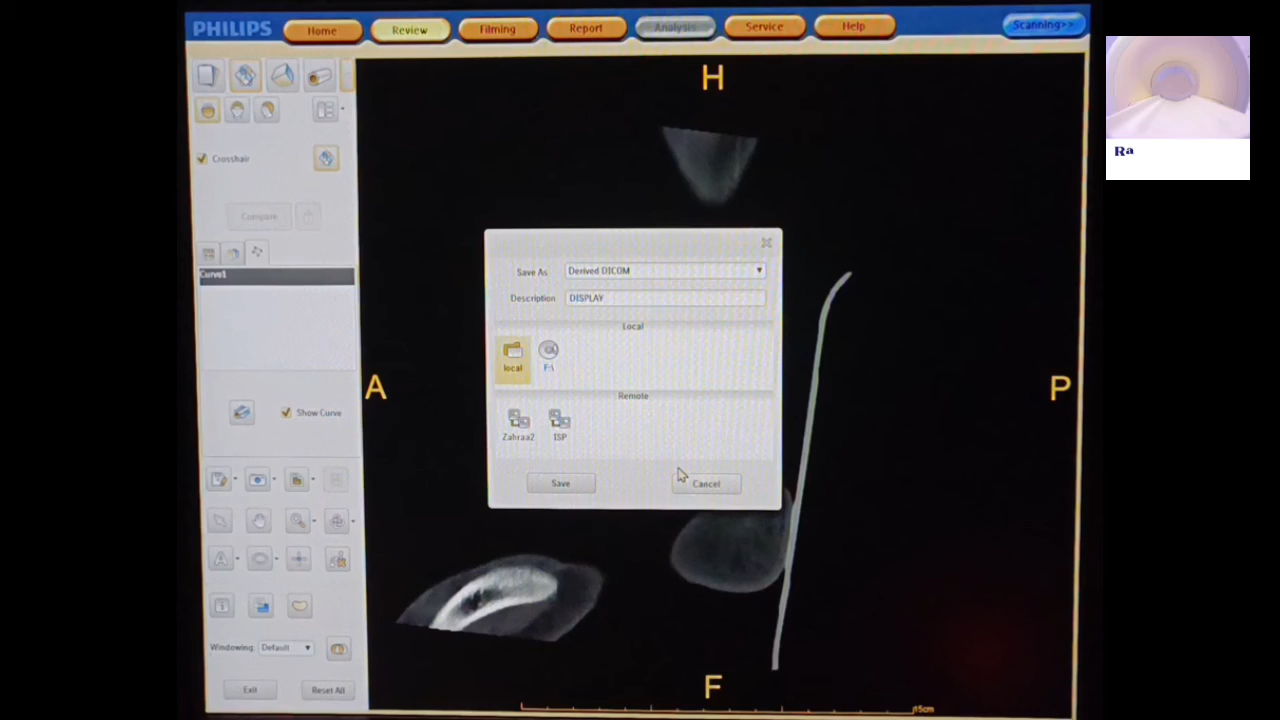 PHILIPS
Home
Review
Filming
Report
Analysis
Service
Help
Scanning>>
Ra
Crosshair
Compare
Curve1
Show Curve
Windowing:
Default
Exit
Reset All
H
A
P
F
15cm
Save As
Derived DICOM
Description
DISPLAY
Local
local
F:\
Remote
Zahraa2
ISP
Save
Cancel